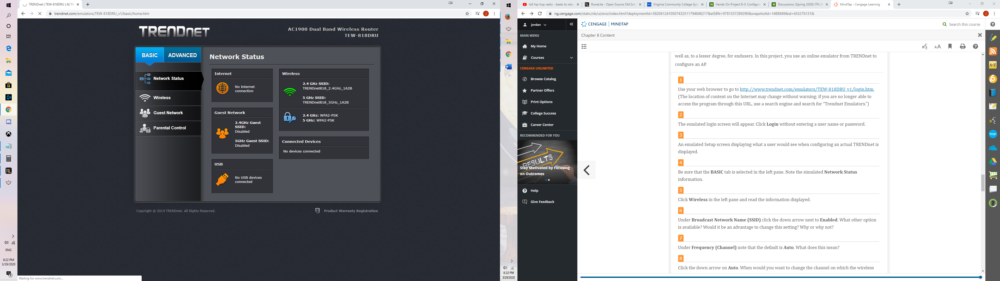 TRENDnet | TEW-818DRU | AC19
trendnet.com/emulators/TEW-818DRU_v1/basic/home.htm
TRENDNET
AC1900 Dual Band Wireless Router
TEW-818DRU
BASIC
ADVANCED
Network Status
Wireless
Guest Network
Parental Control
Network Status
Internet
No Internet
connection
Guest Network
2.4GHz Guest
SSID:
Disabled
5GHz Guest SSID:
Disabled
USB
No USB devices
connected
Wireless
2.4 GHz SSID:
TRENDnet818_2.4GHz_1A2B
5 GHz SSID:
TRENDnet818_5GHz_1A2B
2.4 GHz: WPA2-PSK
5 GHz: WPA2-PSK
Connected Devices
No devices connected
Copyright © 2014 TRENDnet. All Rights Reserved.
Product Warranty Registration
ENG
8:22 PM
3/29/2020
3
Waiting for www.trendnet.com...
8:22 PM
3/29/2020
lofi hip hop radio - beats to rela
RuneLite - Open Source Old Sch
Virginia Community College Syst
Hands-On Project 8-3: Configurin
Discussions: (Spring 2020) ITN 26
MindTap - Cengage Learning
ng.cengage.com/static/nb/ui/evo/index.html?deploymentId=5820612410507432511794848217&eISBN=9781337289290&snapshotId=1488849&id=655276131&
jordan
MAIN MENU
My Home
Courses
CENGAGE UNLIMITED
Browse Catalog
Partner Offers
Print Options
College Success
Career Center
RECOMMENDED FOR YOU
RESULTS
Stay Motivated by Focusing
on Outcomes
Help
Give Feedback
CENGAGE | MINDTAP
Search this course
Chapter 8 Content
AA
well as, to a lesser degree, for endusers. In this project, you use an online emulator from TRENDnet to
configure an AP.
1
Use your web browser to go to http://www.trendnet.com/emulators/TEW-818DRU_v1/login.htm.
(The location of content on the Internet may change without warning; if you are no longer able to
access the program through this URL, use a search engine and search for “Trendnet Emulators.”)
2
The emulated login screen will appear. Click Login without entering a user name or password.
3
An emulated Setup screen displaying what a user would see when configuring an actual TRENDnet is
displayed.
4
Be sure that the BASIC tab is selected in the left pane. Note the simulated Network Status
information.
5
Click Wireless in the left pane and read the information displayed.
6
Under Broadcast Network Name (SSID) click the down arrow next to Enabled. What other option
is available? Would it be an advantage to change this setting? Why or why not?
7
Under Frequency (Channel) note that the default is Auto. What does this mean?
8
Click the down arrow on Auto. When would you want to change the channel on which the wireless
A-Z
bongo